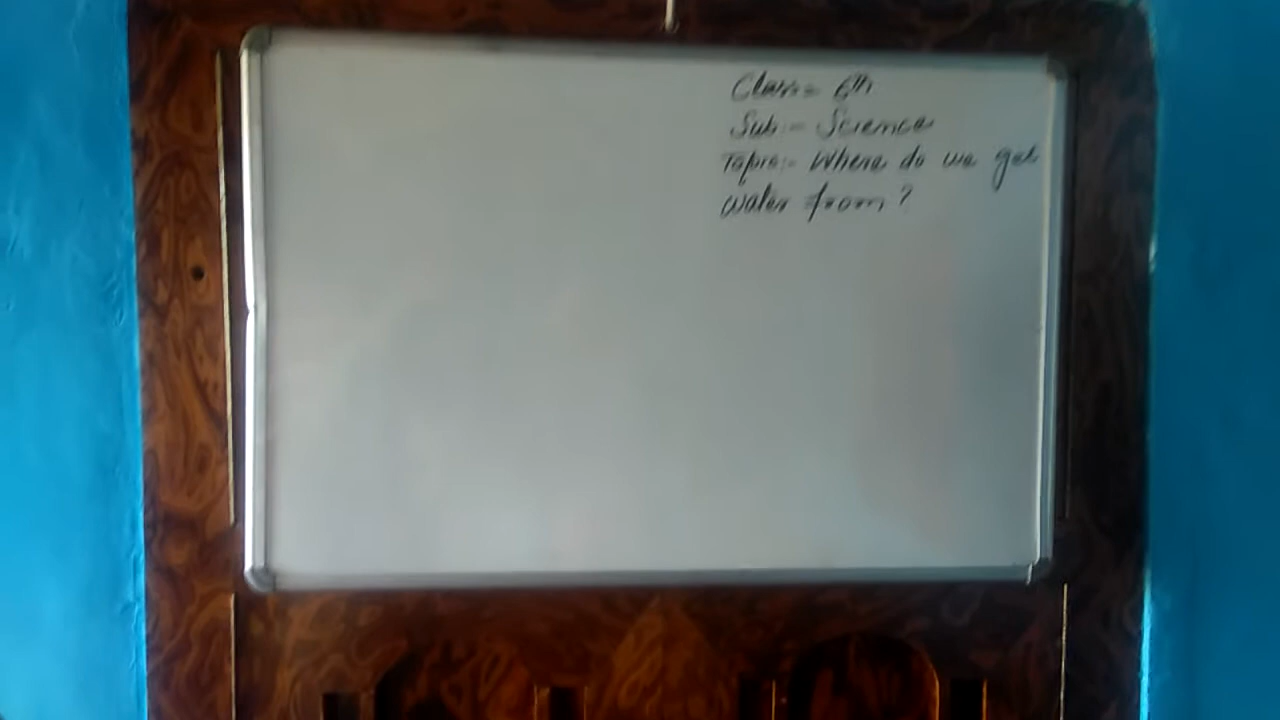 Class:- 6th
Sub:- Science
Topic:- Where do we get
water from?